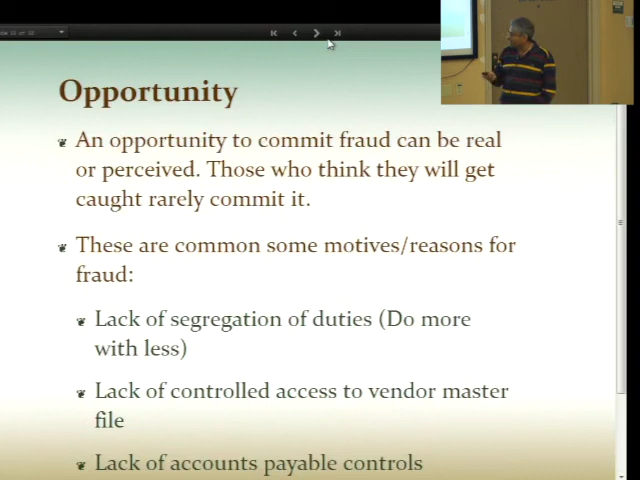 Opportunity
An opportunity to commit fraud can be real
or perceived. Those who think they will get
caught rarely commit it.
These are common some motives/reasons for
fraud:
Lack of segregation of duties (Do more
with less)
Lack of controlled access to vendor master
file
Lack of accounts payable controls